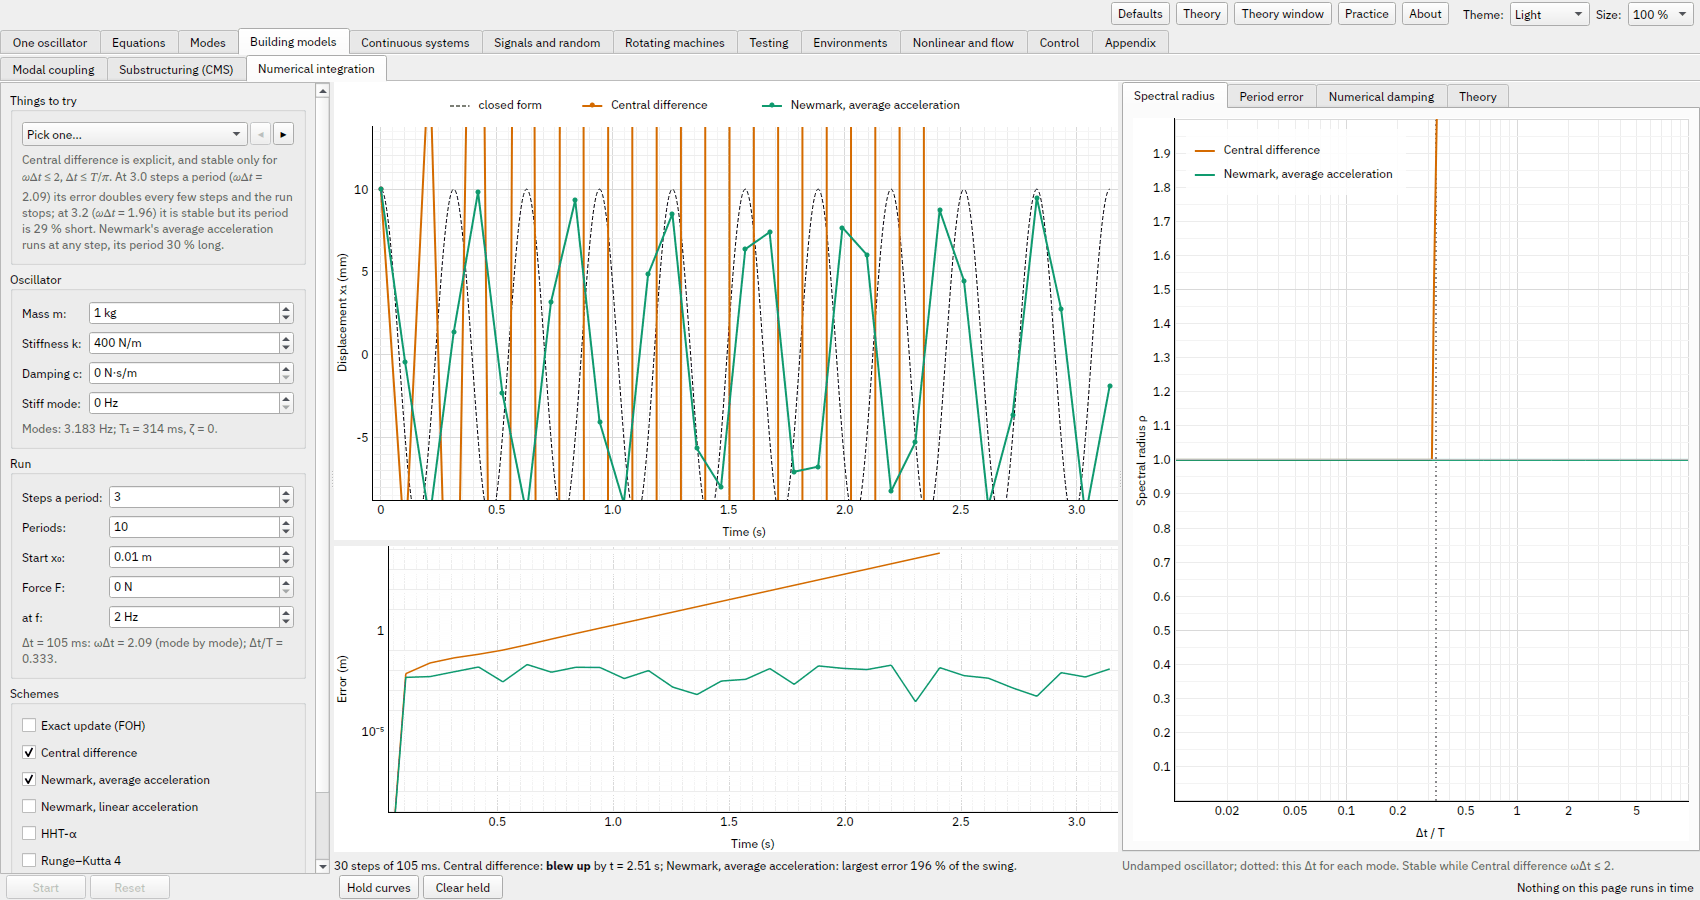 Defaults Theory Theory window Practice About Theme: Light Size: 100 %
One oscillator Equations Modes Building models Continuous systems Signals and random Rotating machines Testing Environments Nonlinear and flow Control Appendix
Modal coupling Substructuring (CMS) Numerical integration
Things to try
Pick one...
Central difference is explicit, and stable only for
ωΔt ≤ 2, Δt ≤ T/π. At 3.0 steps a period (ωΔt =
2.09) its error doubles every few steps and the run
stops; at 3.2 (ωΔt = 1.96) it is stable but its period
is 29 % short. Newmark's average acceleration
runs at any step, its period 30 % long.
Oscillator
Mass m: 1 kg
Stiffness k: 400 N/m
Damping c: 0 N·s/m
Stiff mode: 0 Hz
Modes: 3.183 Hz; T₁ = 314 ms, ζ = 0.
Run
Steps a period: 3
Periods: 10
Start x₀: 0.01 m
Force F: 0 N
at f: 2 Hz
Δt = 105 ms: ωΔt = 2.09 (mode by mode); Δt/T =
0.333.
Schemes
Exact update (FOH)
Central difference
Newmark, average acceleration
Newmark, linear acceleration
HHT-α
Runge–Kutta 4
Start Reset
closed form Central difference Newmark, average acceleration
Displacement x₁ (mm)
10
5
0
-5
0 0.5 1.0 1.5 2.0 2.5 3.0
Time (s)
Error (m)
1
10⁻⁵
0.5 1.0 1.5 2.0 2.5 3.0
Time (s)
30 steps of 105 ms. Central difference: blew up by t = 2.51 s; Newmark, average acceleration: largest error 196 % of the swing.
Hold curves Clear held
Spectral radius Period error Numerical damping Theory
Central difference
Newmark, average acceleration
Spectral radius ρ
1.9
1.8
1.7
1.6
1.5
1.4
1.3
1.2
1.1
1.0
0.9
0.8
0.7
0.6
0.5
0.4
0.3
0.2
0.1
0.02 0.05 0.1 0.2 0.5 1 2 5
Δt / T
Undamped oscillator; dotted: this Δt for each mode. Stable while Central difference ωΔt ≤ 2.
Nothing on this page runs in time